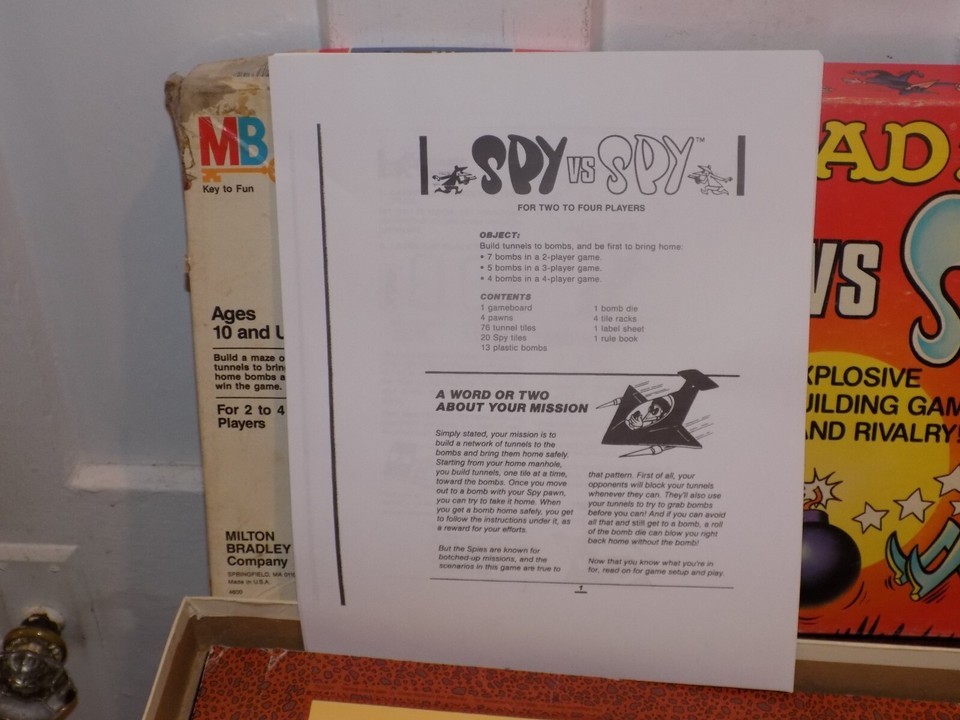 MB
Key to Fun
Ages
10 and U
Build a maze o
tunnels to brin
home bombs a
win the game.
For 2 to 4
Players
MILTON
BRADLEY
Company
SPRINGFIELD, MA
Made in U.S.A.
SPY VS SPY™
FOR TWO TO FOUR PLAYERS
OBJECT:
Build tunnels to bombs, and be first to bring home:
• 7 bombs in a 2-player game.
• 5 bombs in a 3-player game.
• 4 bombs in a 4-player game.
CONTENTS
1 gameboard
4 pawns
76 tunnel tiles
20 Spy tiles
13 plastic bombs
1 bomb die
4 tile racks
1 label sheet
1 rule book
A WORD OR TWO
ABOUT YOUR MISSION
Simply stated, your mission is to
build a network of tunnels to the
bombs and bring them home safely.
Starting from your home manhole,
you build tunnels, one tile at a time,
toward the bombs. Once you move
out to a bomb with your Spy pawn,
you can try to take it home. When
you get a bomb home safely, you get
to follow the instructions under it, as
a reward for your efforts.
But the Spies are known for
botched-up missions, and the
scenarios in this game are true to
that pattern. First of all, your
opponents will block your tunnels
whenever they can. They'll also use
your tunnels to try to grab bombs
before you can! And if you can avoid
all that and still get to a bomb, a roll
of the bomb die can blow you right
back home without the bomb!
Now that you know what you're in
for, read on for game setup and play.
AD
VS
XPLOSIVE
UILDING GAM
AND RIVALRY!